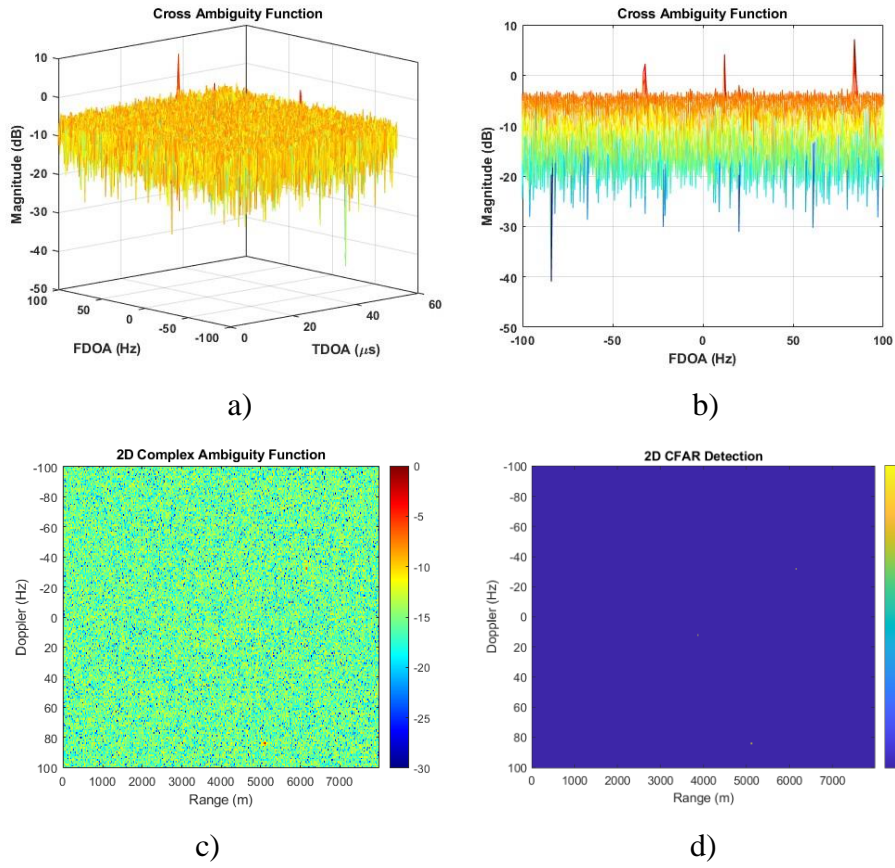 Cross Ambiguity Function
10
0
-10
-20
-30
-40
-50
Magnitude (dB)
100
50
0
-50
-100
FDOA (Hz)
0
20
40
60
TDOA (μs)
a)
Cross Ambiguity Function
10
0
-10
-20
-30
-40
-50
Magnitude (dB)
-100 -50 0 50 100
FDOA (Hz)
b)
2D Complex Ambiguity Function
-100
-80
-60
-40
-20
0
20
40
60
80
100
Doppler (Hz)
0 1000 2000 3000 4000 5000 6000 7000
Range (m)
0
-5
-10
-15
-20
-25
-30
c)
2D CFAR Detection
-100
-80
-60
-40
-20
0
20
40
60
80
100
Doppler (Hz)
0 1000 2000 3000 4000 5000 6000 7000
Range (m)
d)